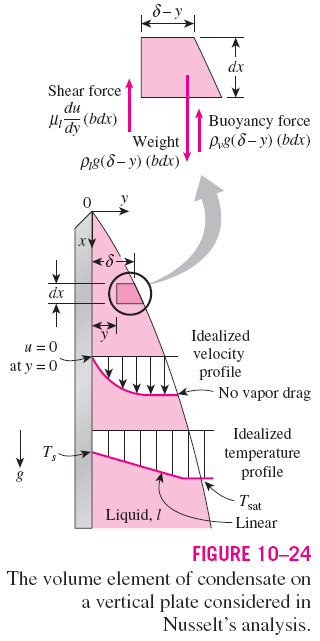 δ–y
dx
Shear force
μl du/dy (bdx)
Weight
ρlg(δ–y) (bdx)
Buoyancy force
ρvg(δ–y) (bdx)
0
y
x
δ
dx
y
u = 0
at y = 0
Idealized
velocity
profile
No vapor drag
g
Ts
Idealized
temperature
profile
Tsat
Linear
Liquid, l
FIGURE 10–24
The volume element of condensate on
a vertical plate considered in
Nusselt's analysis.